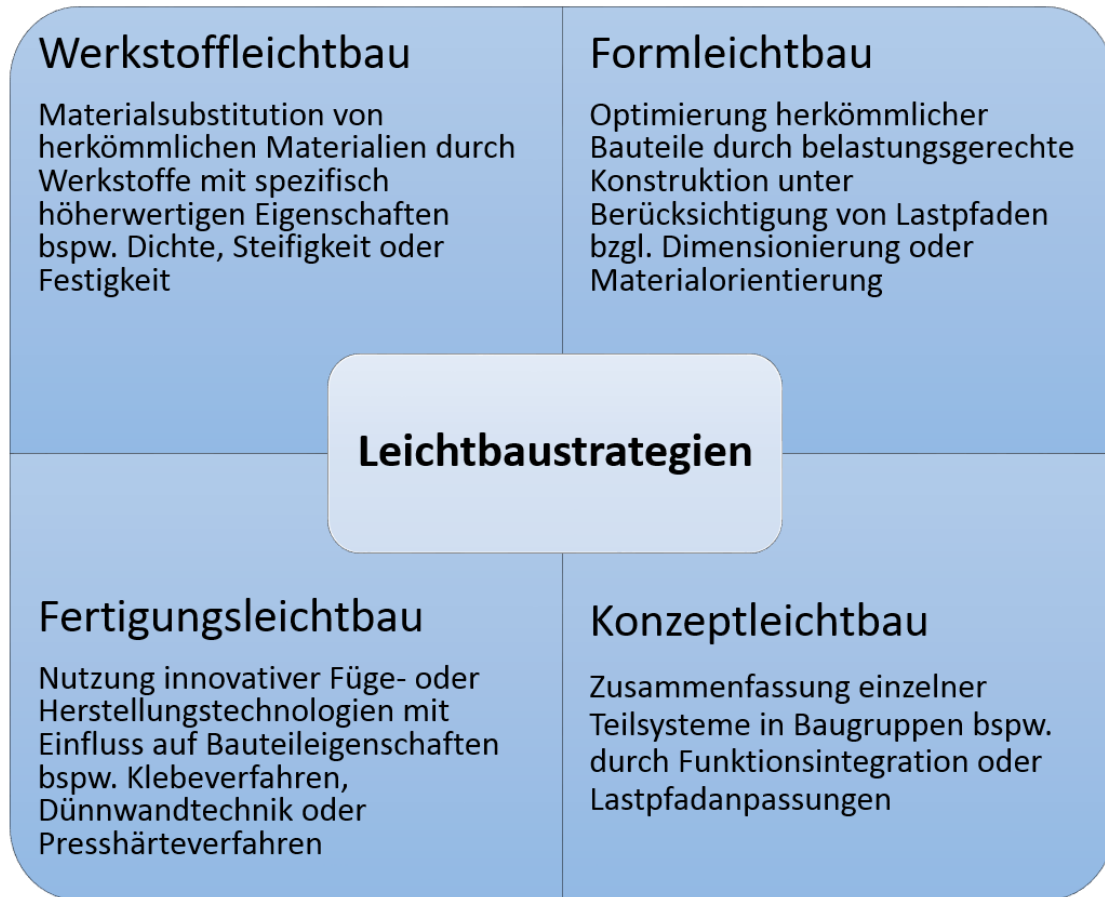 Werkstoffleichtbau
Materialsubstitution von
herkömmlichen Materialien durch
Werkstoffe mit spezifisch
höherwertigen Eigenschaften
bspw. Dichte, Steifigkeit oder
Festigkeit
Formleichtbau
Optimierung herkömmlicher
Bauteile durch belastungsgerechte
Konstruktion unter
Berücksichtigung von Lastpfaden
bzgl. Dimensionierung oder
Materialorientierung
Leichtbaustrategien
Fertigungsleichtbau
Nutzung innovativer Füge- oder
Herstellungstechnologien mit
Einfluss auf Bauteileigenschaften
bspw. Klebeverfahren,
Dünnwandtechnik oder
Presshärteverfahren
Konzeptleichtbau
Zusammenfassung einzelner
Teilsysteme in Baugruppen bspw.
durch Funktionsintegration oder
Lastpfadanpassungen